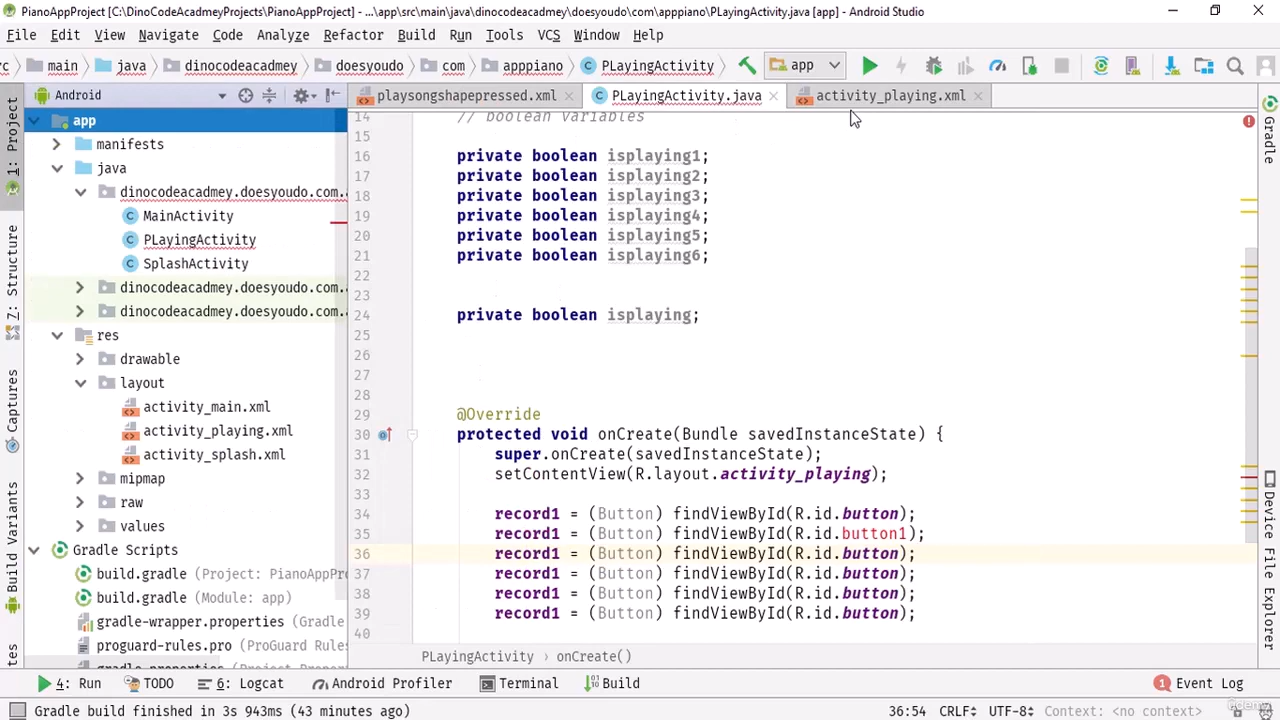 PianoAppProject [C:\DinoCodeAcadmeyProjects\PianoAppProject] - ...\app\src\main\java\dinocodeacadmey\doesyoudo\com\apppiano\PLayingActivity.java [app] - Android Studio
File Edit View Navigate Code Analyze Refactor Build Run Tools VCS Window Help
rc main java dinocodeacadmey doesyoudo com apppiano PLayingActivity app
Android playsongshapepressed.xml PLayingActivity.java activity_playing.xml
1: Project
Z: Structure
Captures
Build Variants
app
manifests
java
dinocodeacadmey.doesyoudo.com.a
MainActivity
PLayingActivity
SplashActivity
dinocodeacadmey.doesyoudo.com.
dinocodeacadmey.doesyoudo.com.
res
drawable
layout
activity_main.xml
activity_playing.xml
activity_splash.xml
mipmap
raw
values
Gradle Scripts
build.gradle (Project: PianoAppPr
build.gradle (Module: app)
gradle-wrapper.properties (Gradle
proguard-rules.pro (ProGuard Rules
gradle.properties (Project Propert
14 // boolean variables
15
16 private boolean isplaying1;
17 private boolean isplaying2;
18 private boolean isplaying3;
19 private boolean isplaying4;
20 private boolean isplaying5;
21 private boolean isplaying6;
22
23
24 private boolean isplaying;
25
26
27
28
29 @Override
30 protected void onCreate(Bundle savedInstanceState) {
31 super.onCreate(savedInstanceState);
32 setContentView(R.layout.activity_playing);
33
34 record1 = (Button) findViewById(R.id.button);
35 record1 = (Button) findViewById(R.id.button1);
36 record1 = (Button) findViewById(R.id.button);
37 record1 = (Button) findViewById(R.id.button);
38 record1 = (Button) findViewById(R.id.button);
39 record1 = (Button) findViewById(R.id.button);
40
PLayingActivity › onCreate()
Gradle
Device File Explorer
4: Run TODO 6: Logcat Android Profiler Terminal Build 1 Event Log
Gradle build finished in 3s 943ms (43 minutes ago) 36:54 CRLF÷ UTF-8÷ Context: <no context>